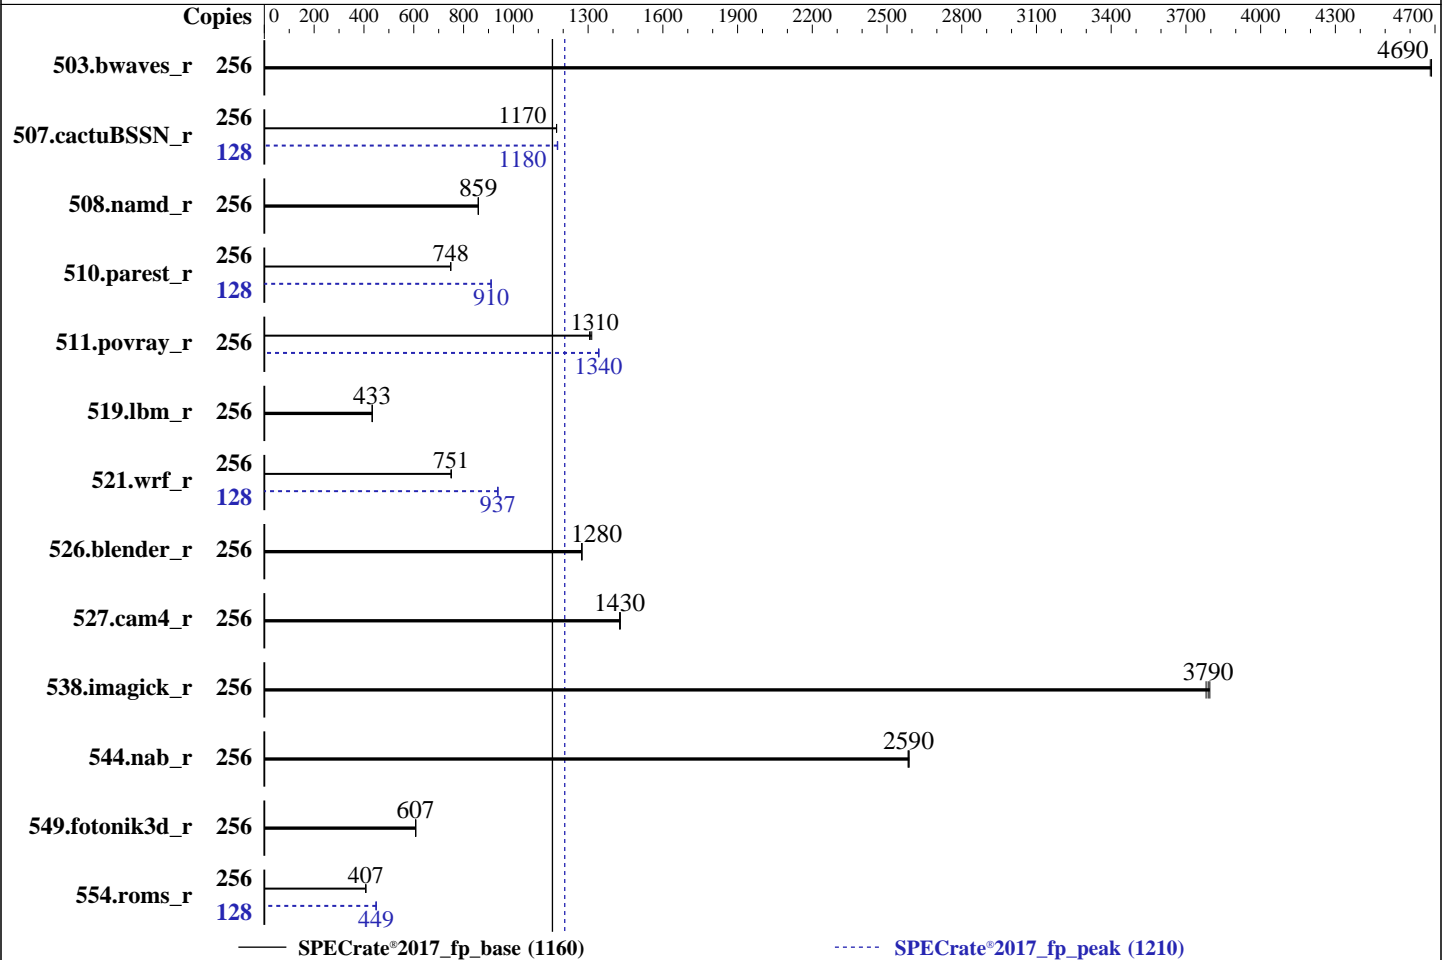 Copies 0 200 400 600 800 1000 1300 1600 1900 2200 2500 2800 3100 3400 3700 4000 4300 4700
503.bwaves_r 256 4690
507.cactuBSSN_r 256 1170
128 1180
508.namd_r 256 859
510.parest_r 256 748
128 910
511.povray_r 256 1310
1340
519.lbm_r 256 433
521.wrf_r 256 751
128 937
526.blender_r 256 1280
527.cam4_r 256 1430
538.imagick_r 256 3790
544.nab_r 256 2590
549.fotonik3d_r 256 607
554.roms_r 256 407
128 449
SPECrate®2017_fp_base (1160) SPECrate®2017_fp_peak (1210)